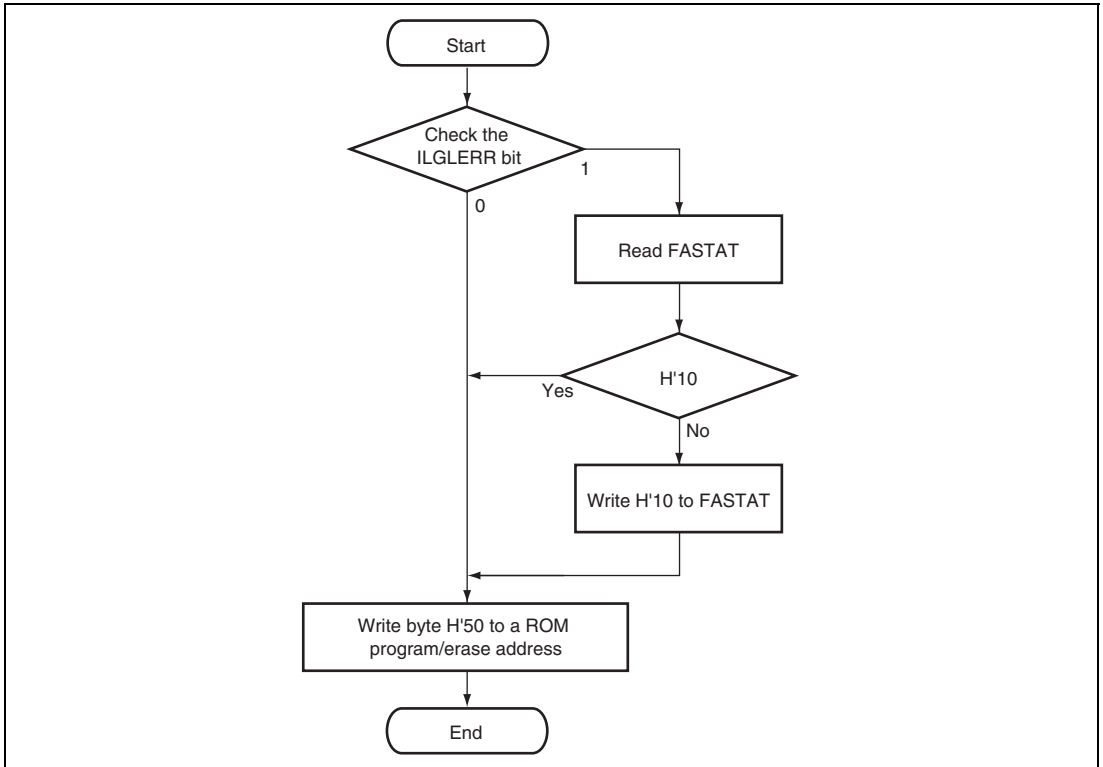 Start
Check the
ILGLERR bit
1
0
Read FASTAT
H'10
Yes
No
Write H'10 to FASTAT
Write byte H'50 to a ROM
program/erase address
End